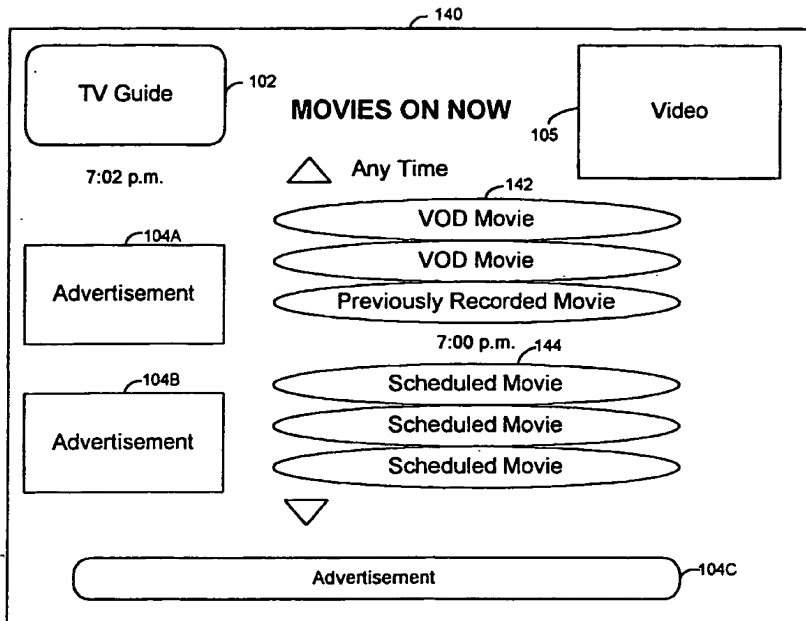 140
TV Guide
102
MOVIES ON NOW
105
Video
7:02 p.m.
Any Time
142
VOD Movie
104A
VOD Movie
Advertisement
Previously Recorded Movie
7:00 p.m.
144
104B
Scheduled Movie
Advertisement
Scheduled Movie
Scheduled Movie
Advertisement
104C